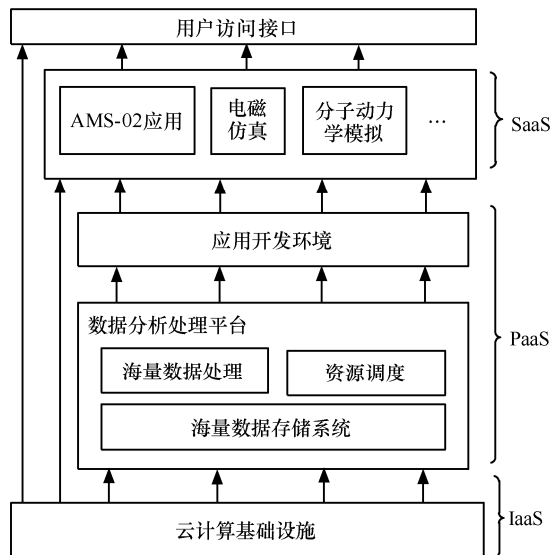 用户访问接口
AMS-02应用
电磁
仿真
分子动力
学模拟
…
SaaS
应用开发环境
数据分析处理平台
海量数据处理
资源调度
海量数据存储系统
PaaS
云计算基础设施
IaaS